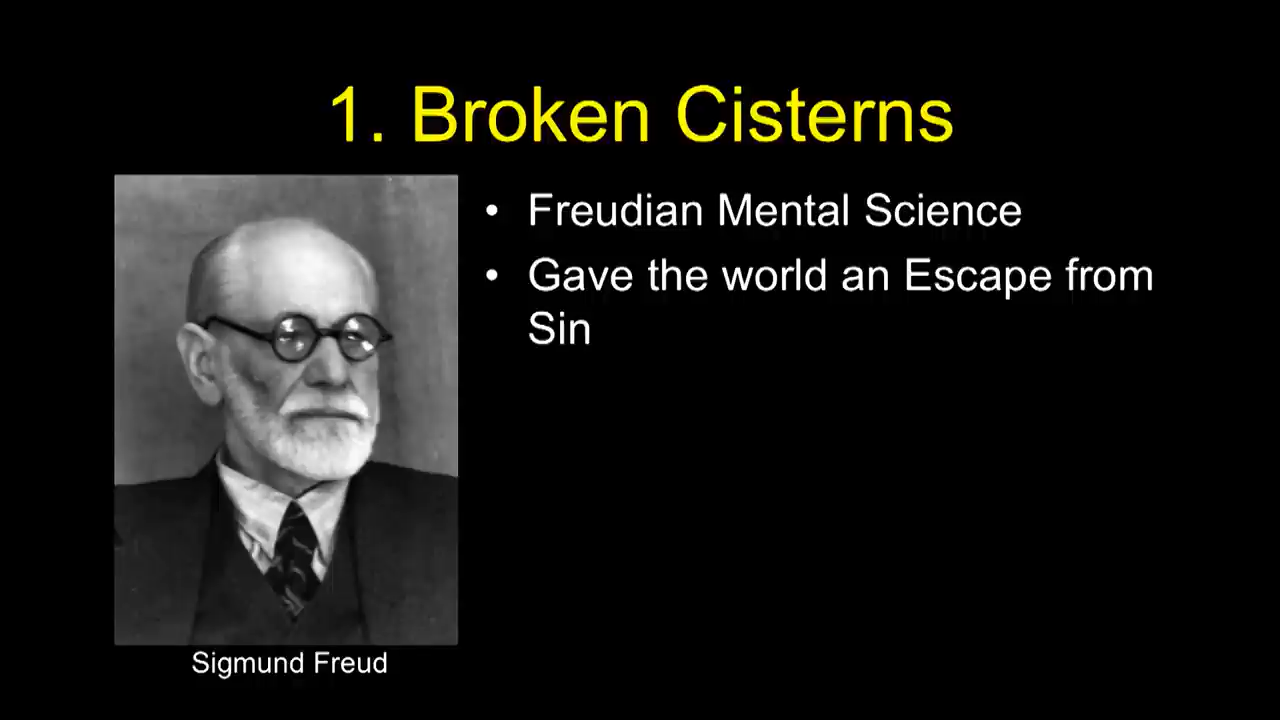 1. Broken Cisterns
• Freudian Mental Science
• Gave the world an Escape from
Sin
Sigmund Freud